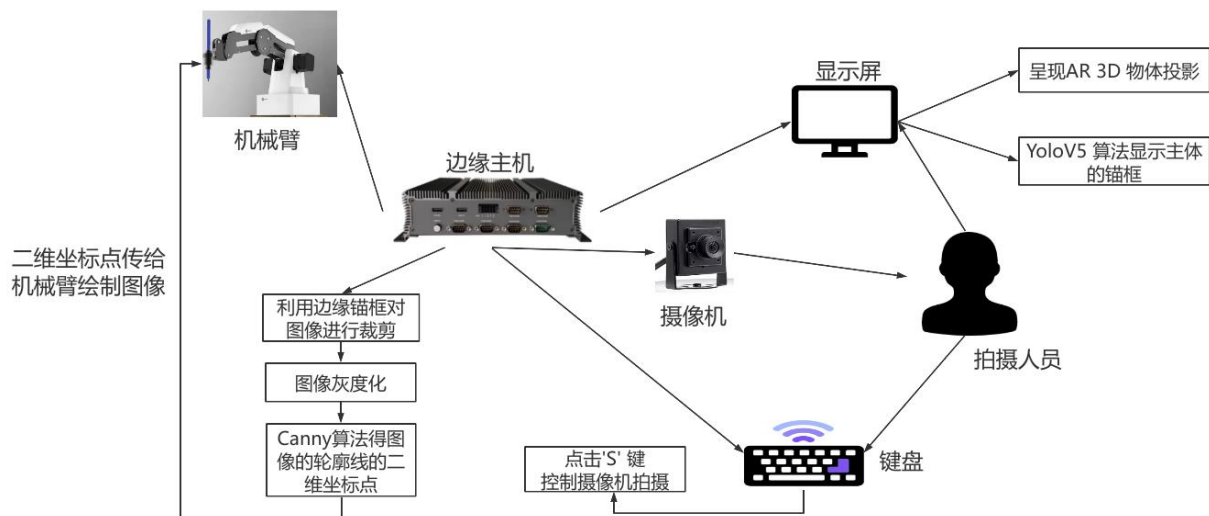 机械臂
边缘主机
显示屏
呈现AR 3D 物体投影
YoloV5 算法显示主体
的锚框
二维坐标点传给
机械臂绘制图像
利用边缘锚框对
图像进行裁剪
图像灰度化
Canny算法得图
像的轮廓线的二
维坐标点
摄像机
拍摄人员
点击'S' 键
控制摄像机拍摄
键盘